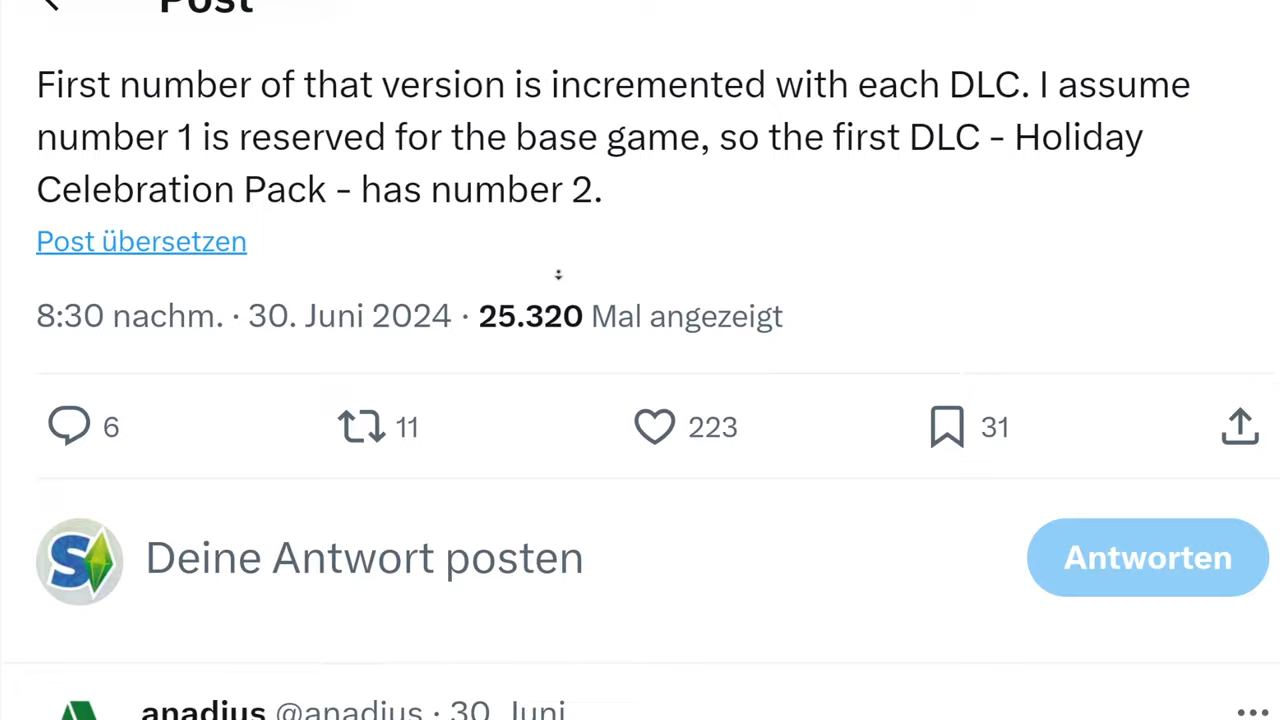 Post
First number of that version is incremented with each DLC. I assume
number 1 is reserved for the base game, so the first DLC - Holiday
Celebration Pack - has number 2.
Post übersetzen
8:30 nachm. · 30. Juni 2024 · 25.320 Mal angezeigt
6 11 223 31
Deine Antwort posten
Antworten
anadius @anadius · 30. Juni